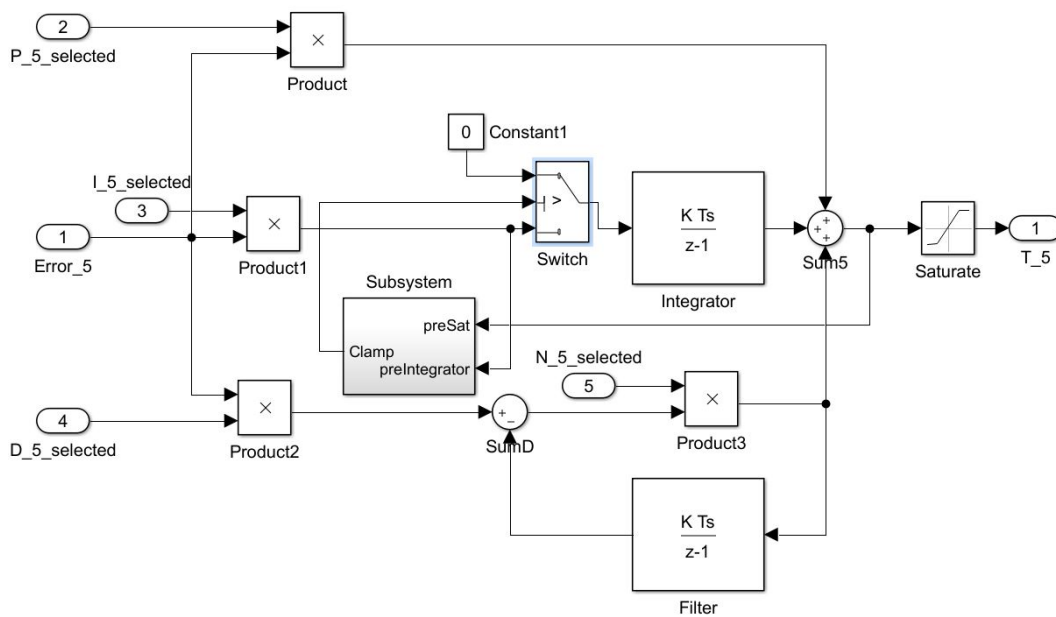 2
P_5_selected
×
Product
0
Constant1
I_5_selected
3
1
Error_5
×
Product1
>
Switch
K Ts
z-1
Integrator
+
+
+
Sum5
Saturate
1
T_5
Subsystem
preSat
Clamp
preIntegrator
N_5_selected
5
×
Product3
4
D_5_selected
×
Product2
+
−
SumD
K Ts
z-1
Filter